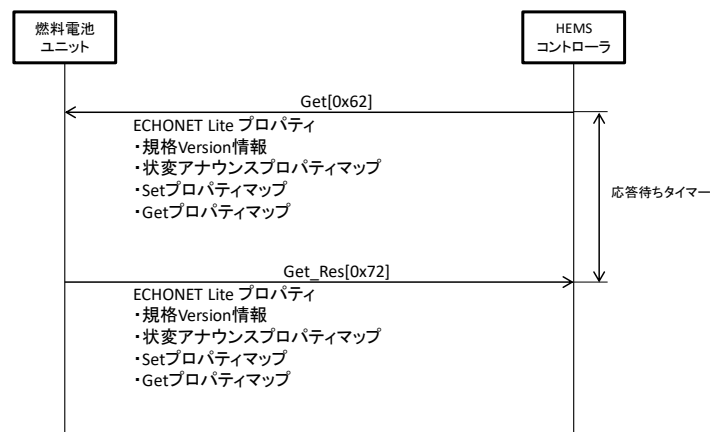 燃料電池
ユニット
HEMS
コントローラ
Get[0x62]
ECHONET Lite プロパティ
・規格Version情報
・状変アナウンスプロパティマップ
・Setプロパティマップ
・Getプロパティマップ
応答待ちタイマー
Get_Res[0x72]
ECHONET Lite プロパティ
・規格Version情報
・状変アナウンスプロパティマップ
・Setプロパティマップ
・Getプロパティマップ